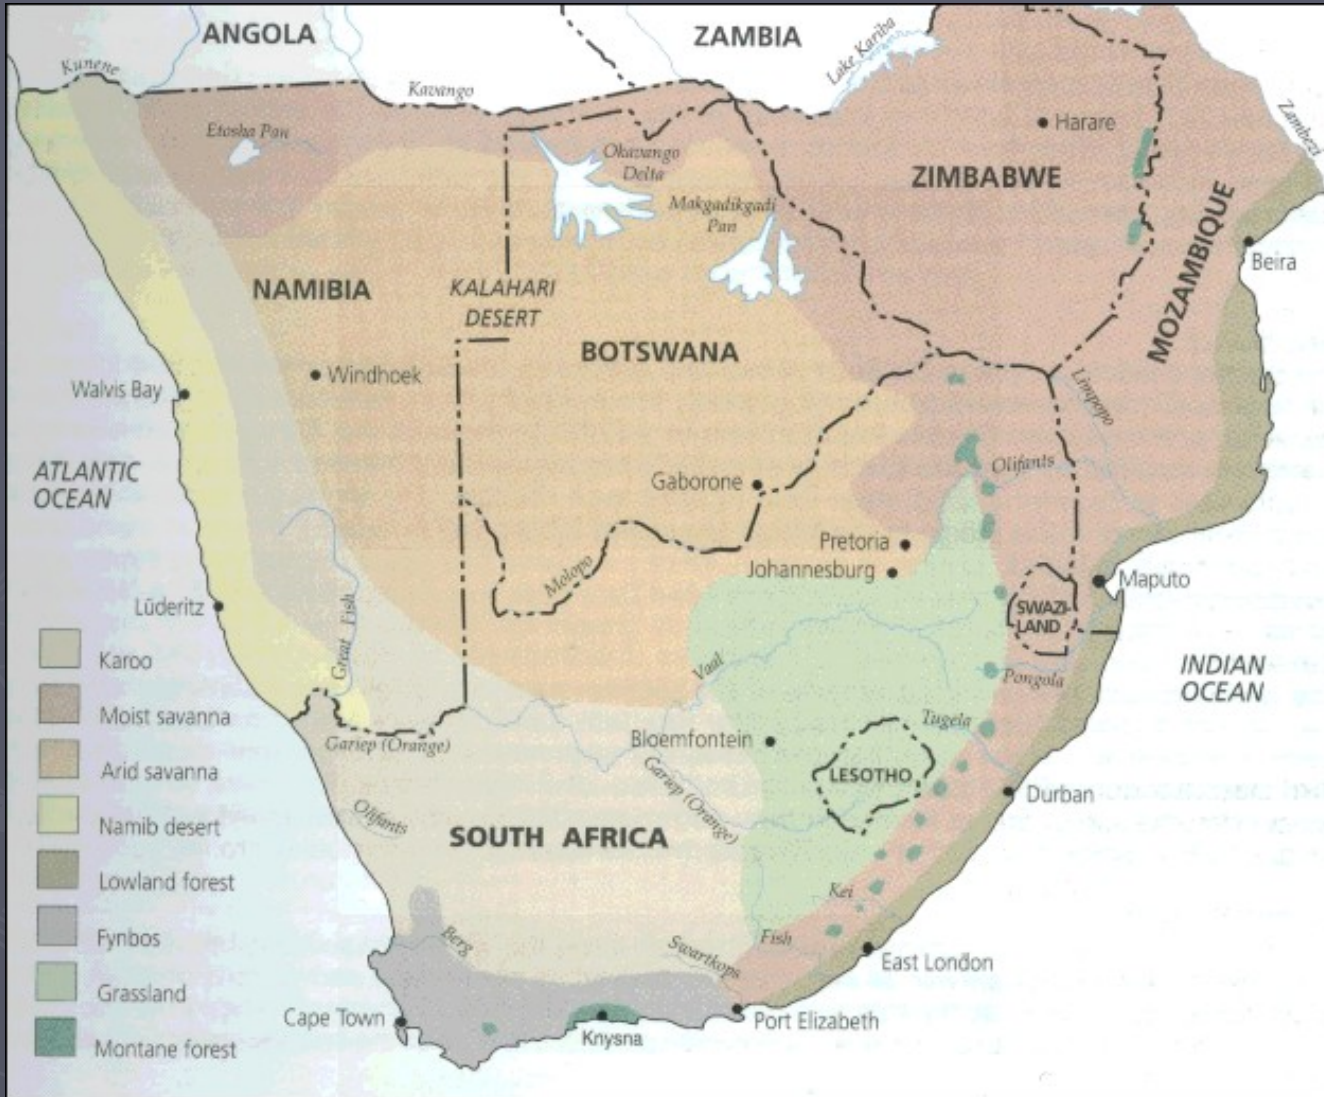 ANGOLA
ZAMBIA
Kunene
Kavango
Lake Kariba
Zambezi
Etosha Pan
Okavango
Delta
Harare
ZIMBABWE
Makgadikgadi
Pan
MOZAMBIQUE
Beira
NAMIBIA
KALAHARI
DESERT
BOTSWANA
Walvis Bay
Windhoek
Limpopo
ATLANTIC
OCEAN
Gaborone
Olifants
Pretoria
Johannesburg
Molopo
Maputo
Lüderitz
Great Fish
SWAZI-
LAND
Vaal
Pongola
INDIAN
OCEAN
Gariep (Orange)
Bloemfontein
Tugela
Gariep (Orange)
LESOTHO
Durban
Olifants
SOUTH AFRICA
Kei
Berg
Swartkops
Fish
East London
Cape Town
Knysna
Port Elizabeth
Karoo
Moist savanna
Arid savanna
Namib desert
Lowland forest
Fynbos
Grassland
Montane forest